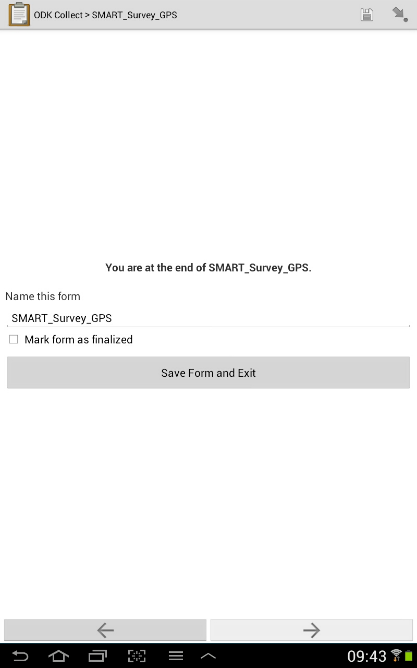 ODK Collect > SMART_Survey_GPS
You are at the end of SMART_Survey_GPS.
Name this form
SMART_Survey_GPS
Mark form as finalized
Save Form and Exit
09:43